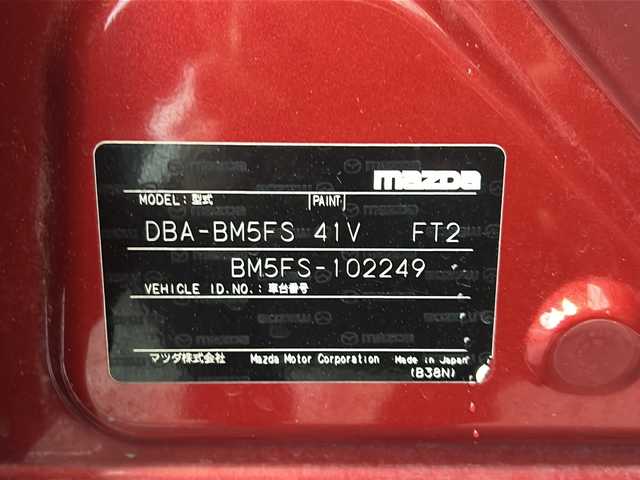 mazda
MODEL: 型式 PAINT
DBA-BM5FS 41V FT2
BM5FS-102249
VEHICLE ID.NO.: 車台番号
マツダ株式会社 Mazda Motor Corporation Made in Japan
(B38N)